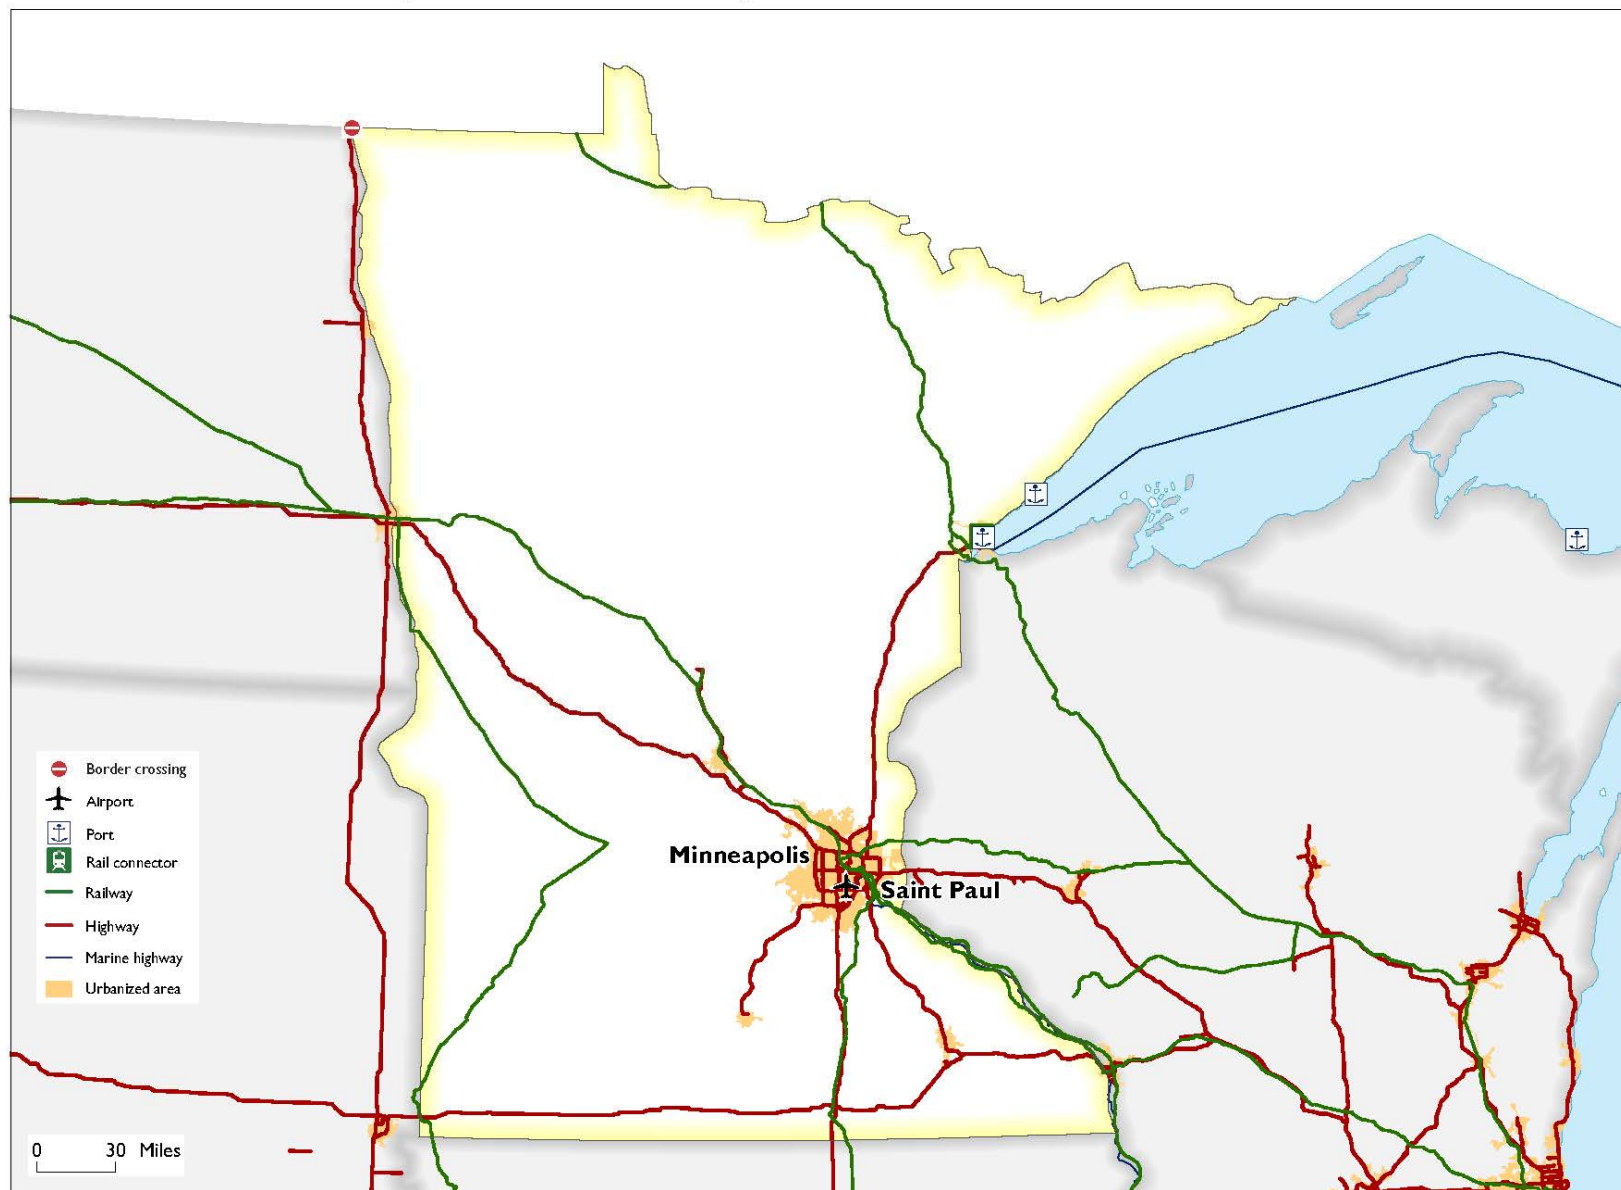 Minneapolis
Saint Paul
Border crossing
Airport
Port
Rail connector
Railway
Highway
Marine highway
Urbanized area
0 30 Miles